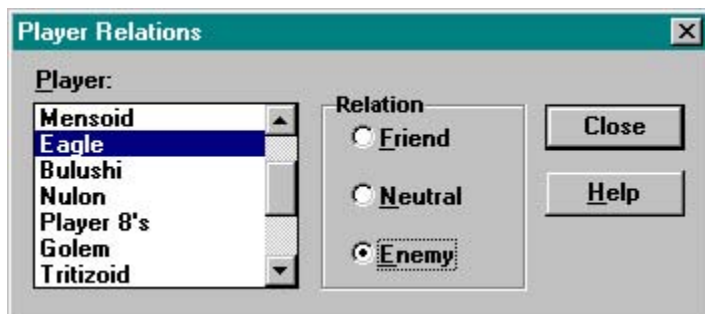 Player Relations
Player:
Mensoid
Eagle
Bulushi
Nulon
Player 8's
Golem
Tritizoid
Relation
Friend
Neutral
Enemy
Close
Help